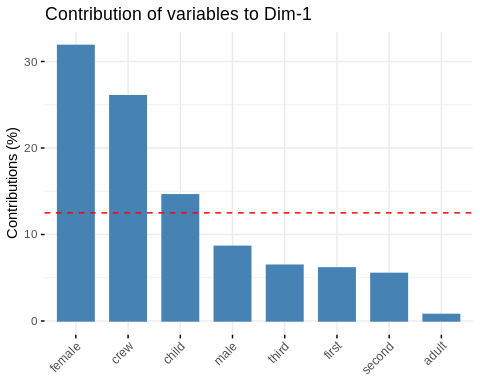 Contribution of variables to Dim-1
Contributions (%)
30
20
10
0
female
crew
child
male
third
first
second
adult